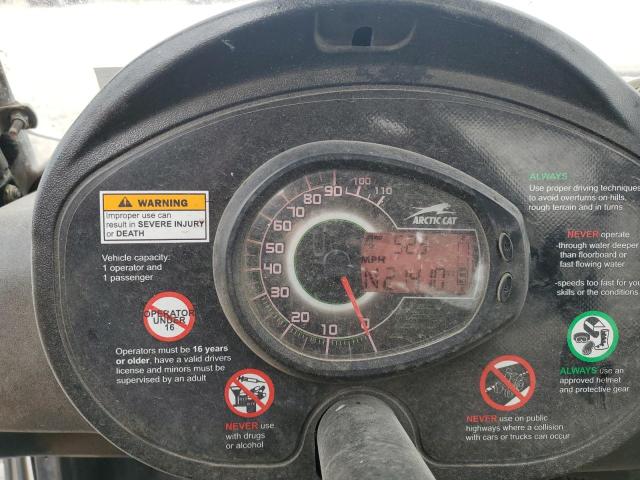 ⚠ WARNING
Improper use can
result in SEVERE INJURY
or DEATH
Vehicle capacity:
1 operator and
1 passenger
OPERATOR
UNDER
16
Operators must be 16 years
or older, have a valid drivers
license and minors must be
supervised by an adult
NEVER use
with drugs
or alcohol
0
10
20
30
40
50
60
70
80
90
100
110
ARCTIC CAT
MPH
NEVER use on public
highways where a collision
with cars or trucks can occur
ALWAYS
Use proper driving techniques
to avoid overturns on hills,
rough terrain and in turns
NEVER operate
-through water deeper
than floorboard or
fast flowing water
-speeds too fast for
skills or the conditions
ALWAYS use an
approved helmet
and protective gear